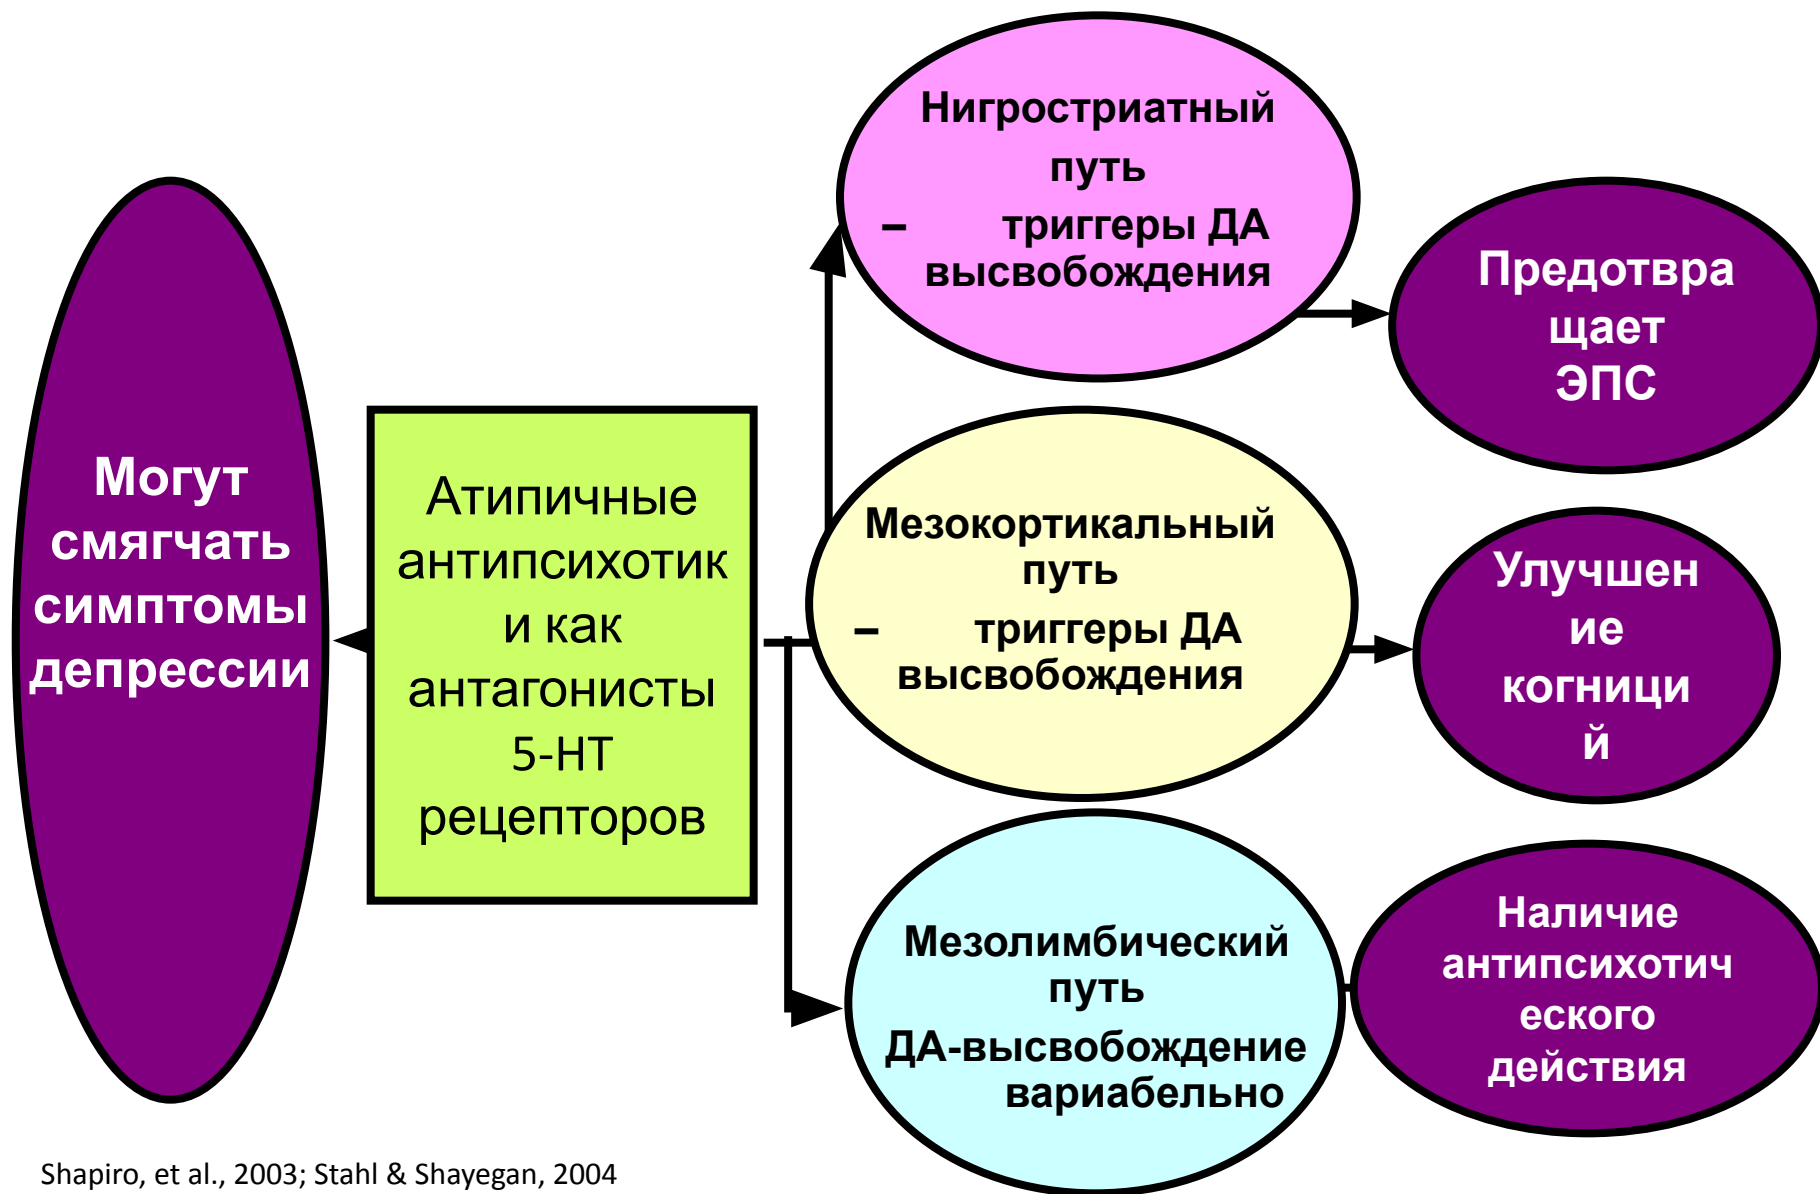 Могут
смягчать
симптомы
депрессии
Атипичные
антипсихотик
и как
антагонисты
5-НТ
рецепторов
Нигростриатный
путь
– триггеры ДА
высвобождения
Предотвра
щает
ЭПС
Мезокортикальный
путь
– триггеры ДА
высвобождения
Улучшен
ие
когници
й
Мезолимбический
путь
ДА-высвобождение
вариабельно
Наличие
антипсихотич
еского
действия
Shapiro, et al., 2003; Stahl & Shayegan, 2004